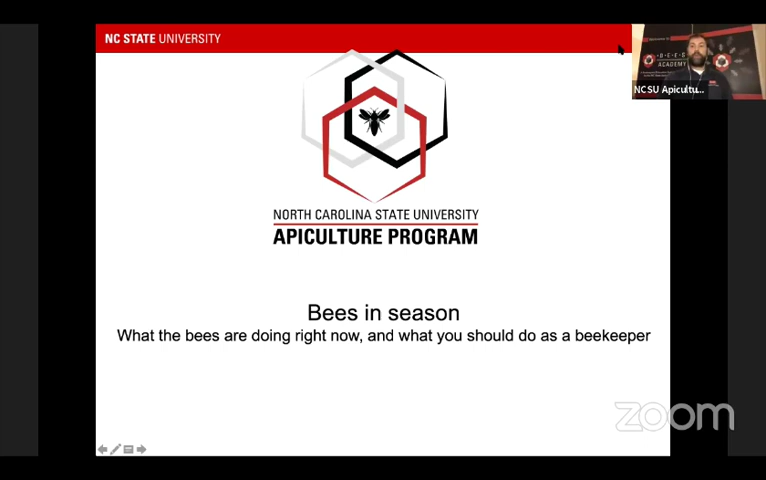 NC STATE UNIVERSITY
B·E·E·S
ACADEMY
NCSU Apicultu...
NORTH CAROLINA STATE UNIVERSITY
APICULTURE PROGRAM
Bees in season
What the bees are doing right now, and what you should do as a beekeeper
zoom